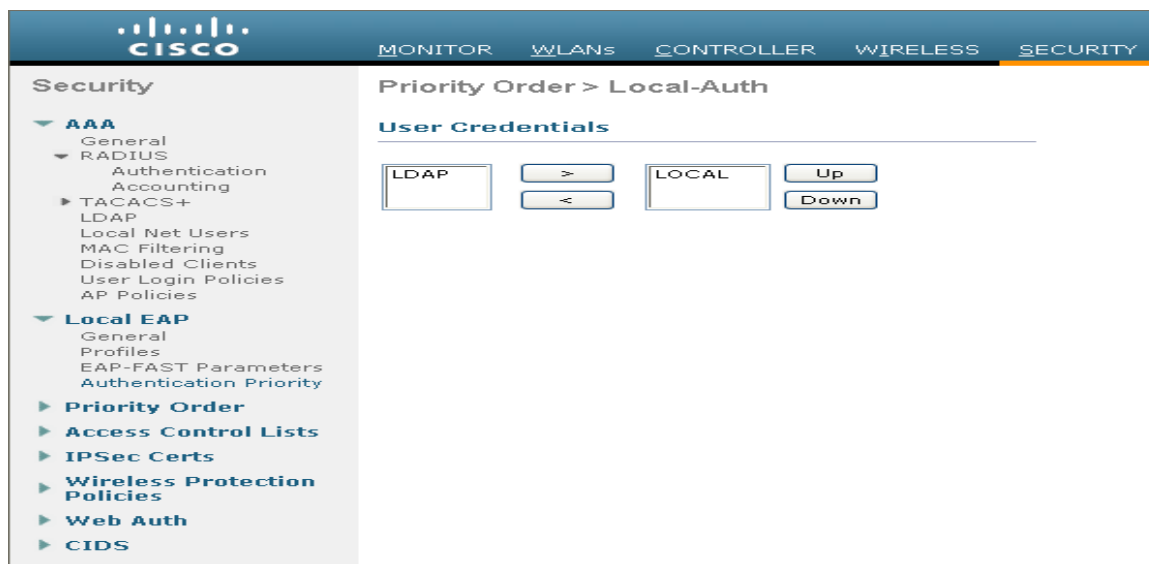 CISCO
MONITOR WLANs CONTROLLER WIRELESS SECURITY
Security
AAA
General
RADIUS
Authentication
Accounting
TACACS+
LDAP
Local Net Users
MAC Filtering
Disabled Clients
User Login Policies
AP Policies
Local EAP
General
Profiles
EAP-FAST Parameters
Authentication Priority
Priority Order
Access Control Lists
IPSec Certs
Wireless Protection
Policies
Web Auth
CIDS
Priority Order > Local-Auth
User Credentials
LDAP > LOCAL Up
< Down